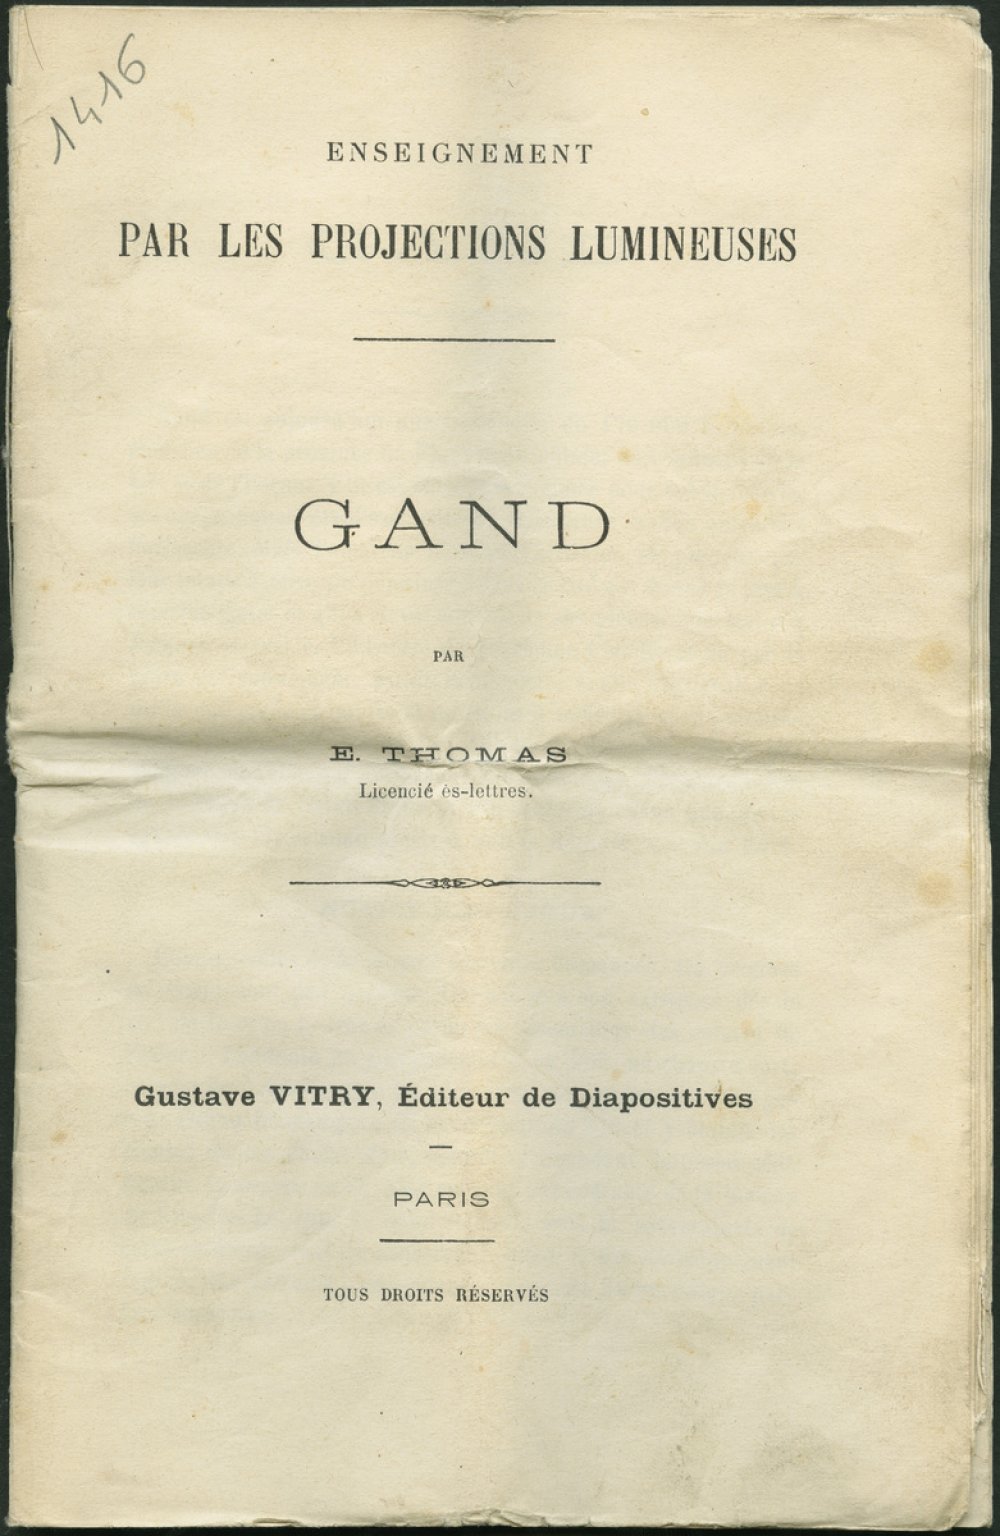 1416
ENSEIGNEMENT
PAR LES PROJECTIONS LUMINEUSES
GAND
PAR
E. THOMAS
Licencié ès-lettres.
Gustave VITRY, Éditeur de Diapositives
PARIS
TOUS DROITS RÉSERVÉS